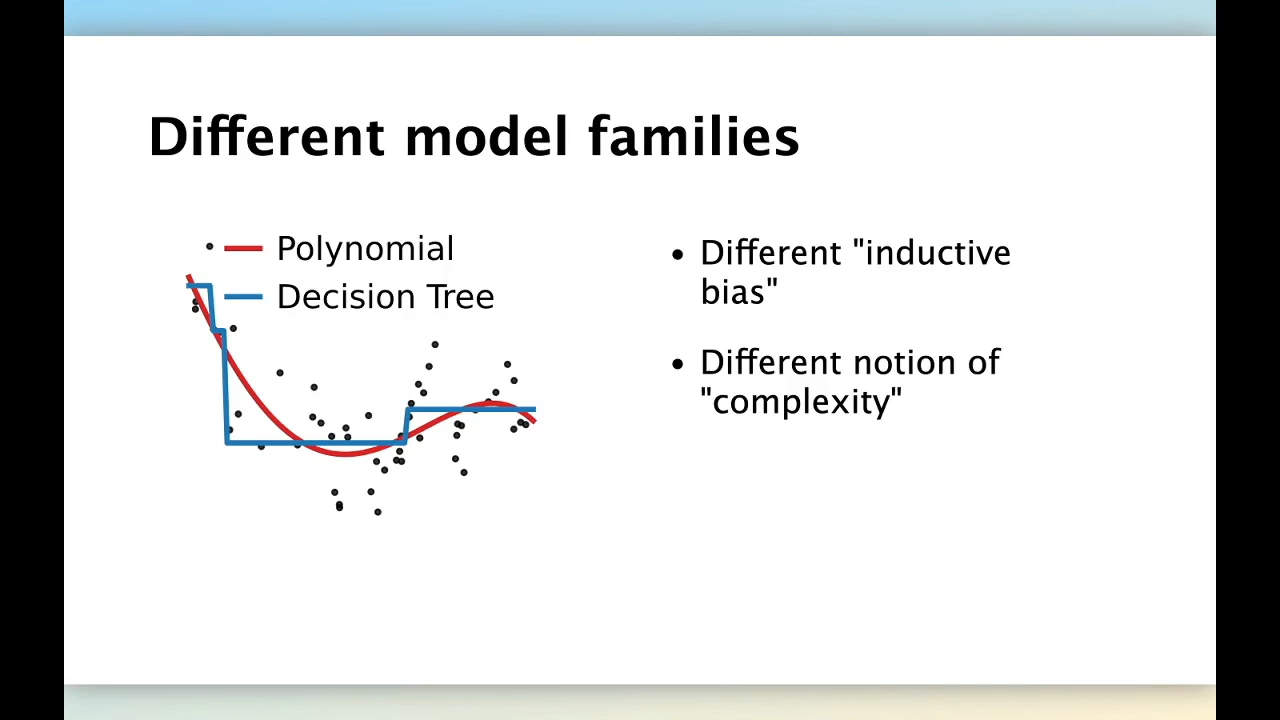 Different model families
Polynomial
Decision Tree
• Different "inductive
bias"
• Different notion of
"complexity"